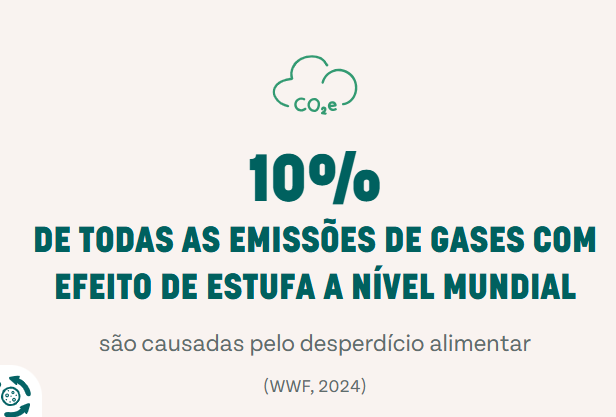 CO₂e
10%
DE TODAS AS EMISSÕES DE GASES COM
EFEITO DE ESTUFA A NÍVEL MUNDIAL
são causadas pelo desperdício alimentar
(WWF, 2024)